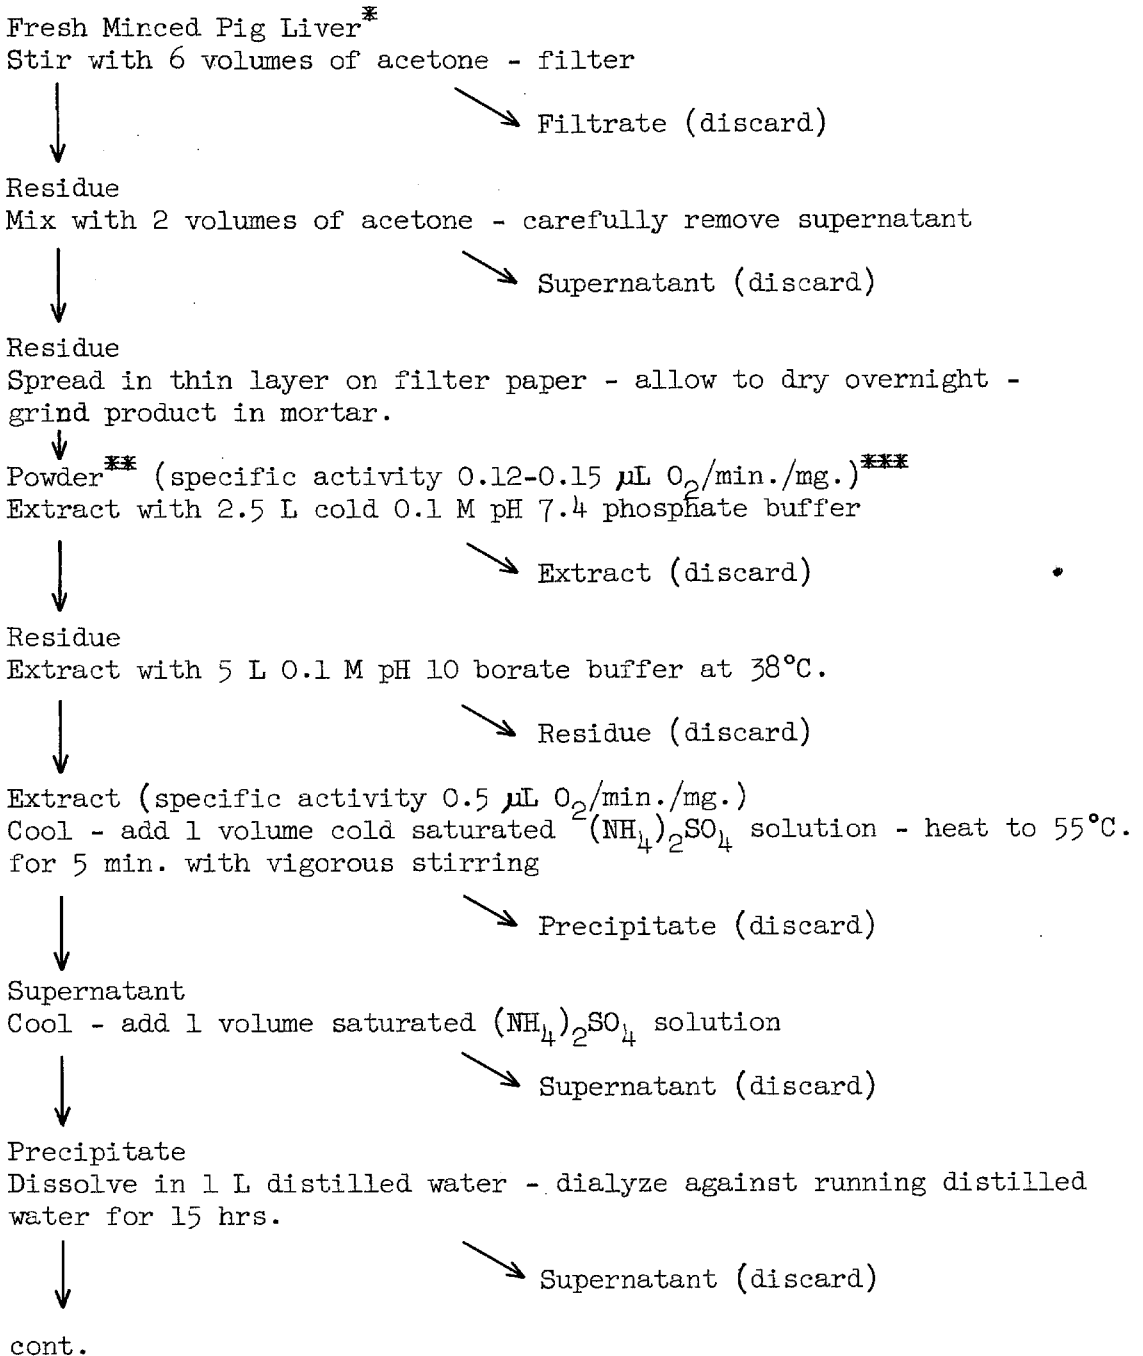 Fresh Minced Pig Liver*
Stir with 6 volumes of acetone - filter
Filtrate (discard)
Residue
Mix with 2 volumes of acetone - carefully remove supernatant
Supernatant (discard)
Residue
Spread in thin layer on filter paper - allow to dry overnight -
grind product in mortar.
Powder** (specific activity 0.12-0.15 µL O₂/min./mg.)***
Extract with 2.5 L cold 0.1 M pH 7.4 phosphate buffer
Extract (discard)
Residue
Extract with 5 L 0.1 M pH 10 borate buffer at 38°C.
Residue (discard)
Extract (specific activity 0.5 µL O₂/min./mg.)
Cool - add 1 volume cold saturated (NH₄)₂SO₄ solution - heat to 55°C.
for 5 min. with vigorous stirring
Precipitate (discard)
Supernatant
Cool - add 1 volume saturated (NH₄)₂SO₄ solution
Supernatant (discard)
Precipitate
Dissolve in 1 L distilled water - dialyze against running distilled
water for 15 hrs.
Supernatant (discard)
cont.